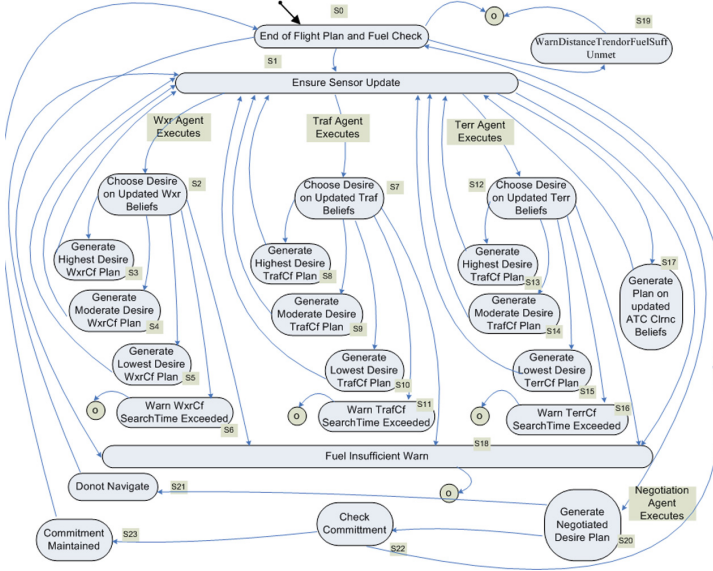 S0
o
S19
End of Flight Plan and Fuel Check
WarnDistanceTrendorFuelSuff
Unmet
S1
Ensure Sensor Update
Wxr Agent
Executes
Traf Agent
Executes
Terr Agent
Executes
Choose Desire
on Updated Wxr
Beliefs
S2
Choose Desire
on Updated Traf
Beliefs
S7
S12
Choose Desire
on Updated Terr
Beliefs
Generate
Highest Desire
WxrCf Plan
S3
Generate
Highest Desire
TrafCf Plan
S8
Generate
Highest Desire
TrafCf Plan
S13
S17
Generate
Plan on
updated
ATC Clrnc
Beliefs
Generate
Moderate Desire
WxrCf Plan
S4
Generate
Moderate Desire
TrafCf Plan
S9
Generate
Moderate Desire
TrafCf Plan
S14
Generate
Lowest Desire
WxrCf Plan
S5
Generate
Lowest Desire
TrafCf Plan
S10
Generate
Lowest Desire
TerrCf Plan
S15
o
Warn WxrCf
SearchTime Exceeded
S6
o
Warn TrafCf
SearchTime Exceeded
S11
o
Warn TerrCf
SearchTime Exceeded
S16
S18
Fuel Insufficient Warn
Donot Navigate
S21
o
Negotiation
Agent
Executes
Generate
Negotiated
Desire Plan
S20
Check
Committment
S22
Commitment
Maintained
S23